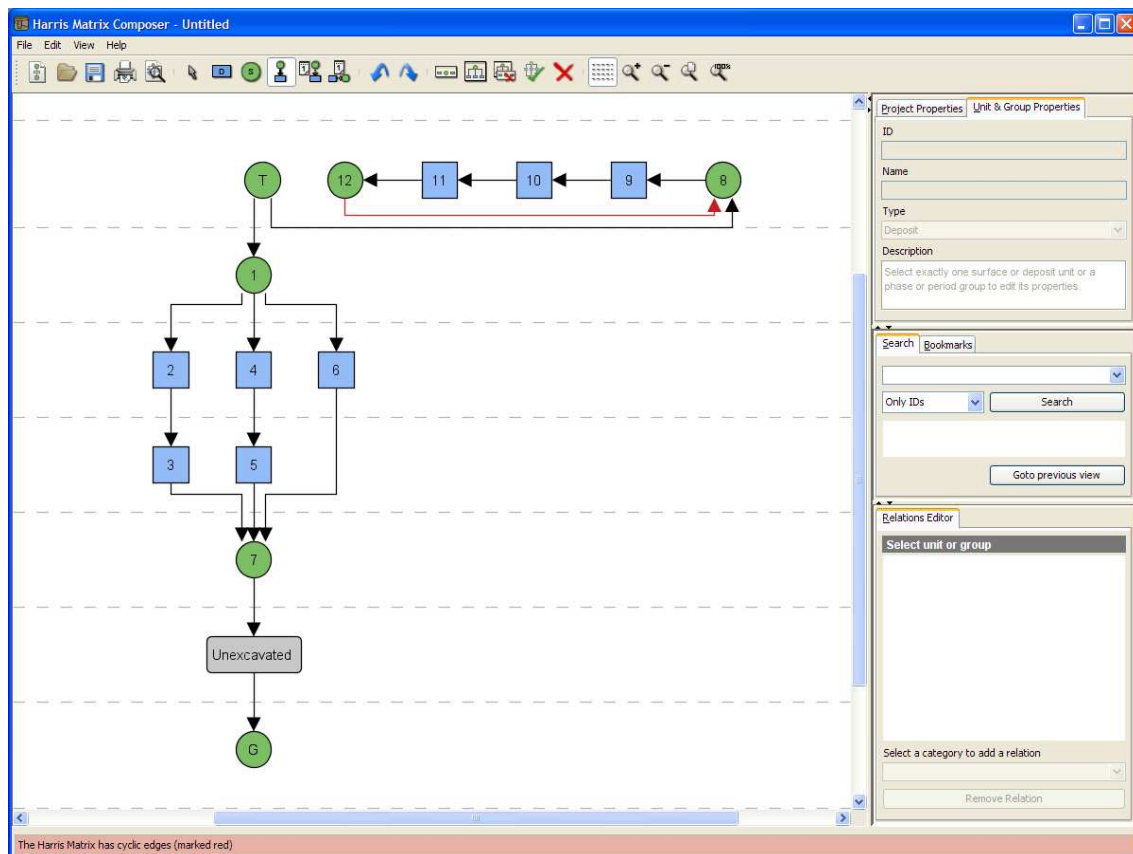 Harris Matrix Composer - Untitled
File Edit View Help
D S 100%
T 12 11 10 9 8
1
2 4 6
3 5
7
Unexcavated
G
Project Properties Unit & Group Properties
ID
Name
Type
Deposit
Description
Select exactly one surface or deposit unit or a
phase or period group to edit its properties.
Search Bookmarks
Only IDs Search
Goto previous view
Relations Editor
Select unit or group
Select a category to add a relation
Remove Relation
The Harris Matrix has cyclic edges (marked red)